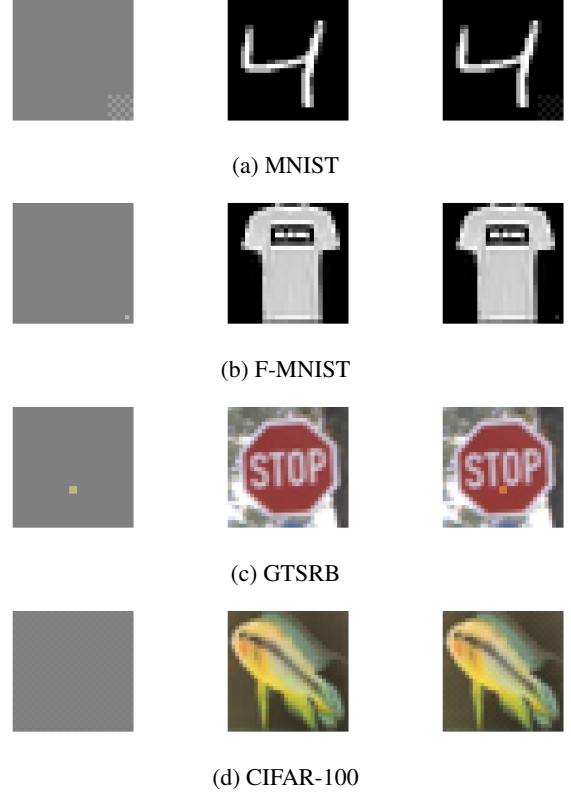 (a) MNIST
(b) F-MNIST
STOP
STOP
(c) GTSRB
(d) CIFAR-100